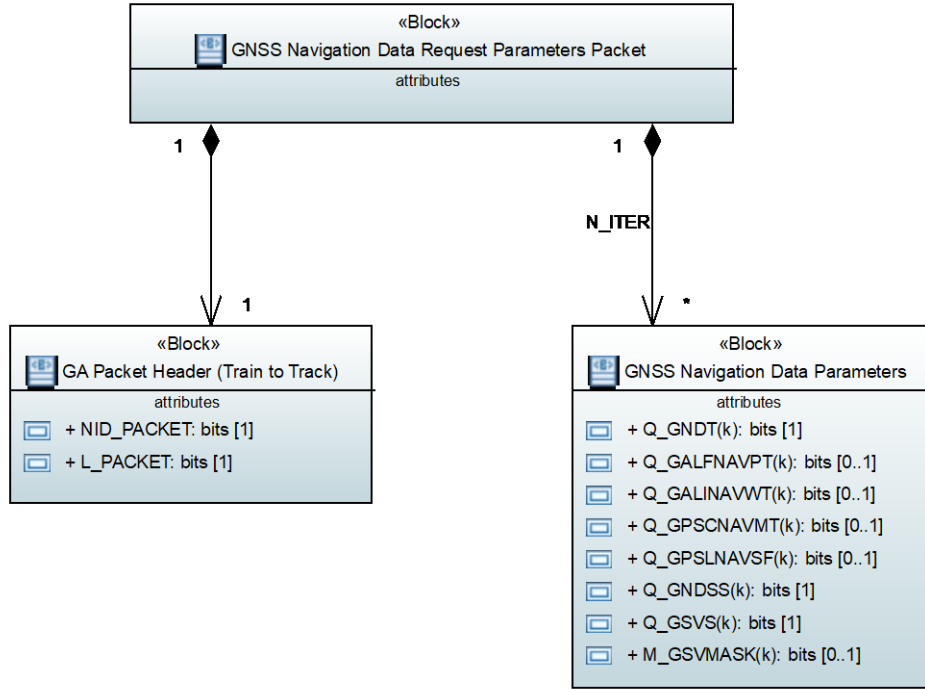 «Block»
GNSS Navigation Data Request Parameters Packet
attributes
1
1
N_ITER
1
*
«Block»
GA Packet Header (Train to Track)
attributes
+ NID_PACKET: bits [1]
+ L_PACKET: bits [1]
«Block»
GNSS Navigation Data Parameters
attributes
+ Q_GNDT(k): bits [1]
+ Q_GALFNAVPT(k): bits [0..1]
+ Q_GALINAVWT(k): bits [0..1]
+ Q_GPSCNAVMT(k): bits [0..1]
+ Q_GPSLNAVSF(k): bits [0..1]
+ Q_GNDSS(k): bits [1]
+ Q_GSVS(k): bits [1]
+ M_GSVMASK(k): bits [0..1]